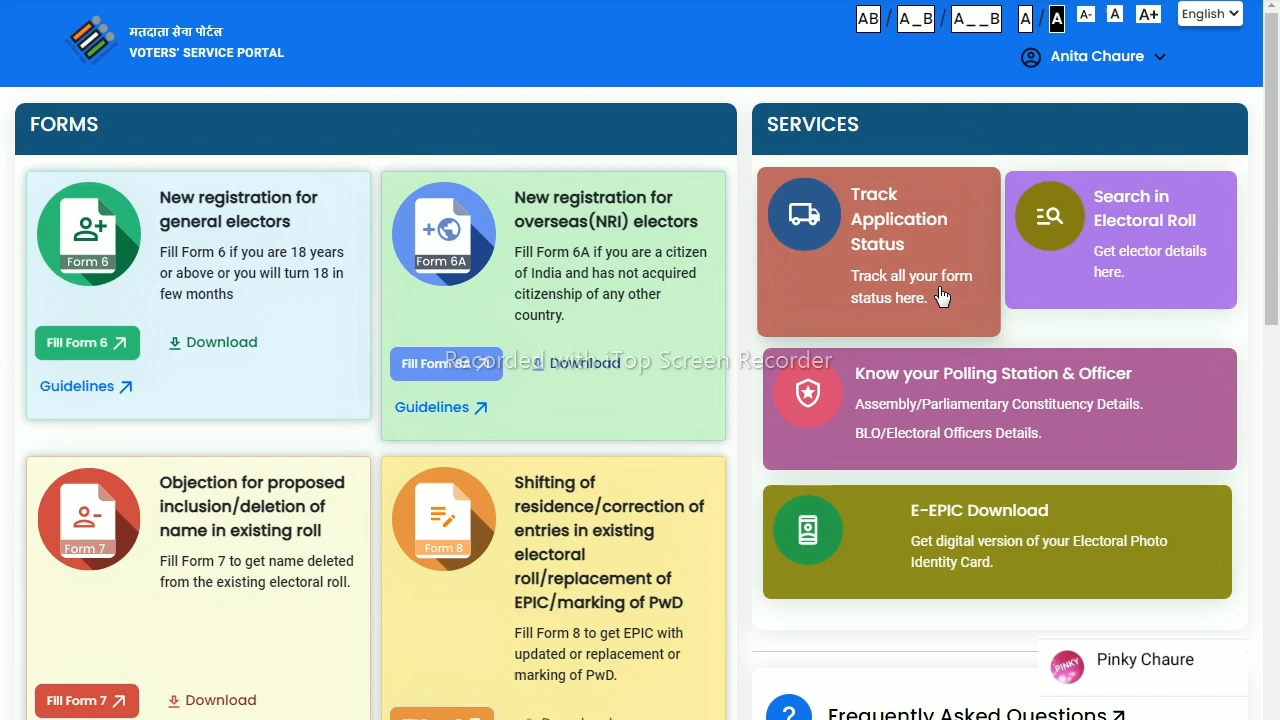 मतदाता सेवा पोर्टल
VOTERS' SERVICE PORTAL
AB / A_B / A__B A / A A- A A+ English
Anita Chaure
FORMS
New registration for
general electors
Fill Form 6 if you are 18 years
or above or you will turn 18 in
few months
Form 6
Fill Form 6 Download
Guidelines
New registration for
overseas(NRI) electors
Fill Form 6A if you are a citizen
of India and has not acquired
citizenship of any other
country.
Form 6A
Fill Form 6A Download
Guidelines
Objection for proposed
inclusion/deletion of
name in existing roll
Fill Form 7 to get name deleted
from the existing electoral roll.
Form 7
Fill Form 7 Download
Shifting of
residence/correction of
entries in existing
electoral
roll/replacement of
EPIC/marking of PwD
Fill Form 8 to get EPIC with
updated or replacement or
marking of PwD.
Form 8
SERVICES
Track
Application
Status
Track all your form
status here.
Search in
Electoral Roll
Get elector details
here.
Know your Polling Station & Officer
Assembly/Parliamentary Constituency Details.
BLO/Electoral Officers Details.
E-EPIC Download
Get digital version of your Electoral Photo
Identity Card.
Recorded with iTop Screen Recorder
PINKY
Pinky Chaure
? Frequently Asked Questions